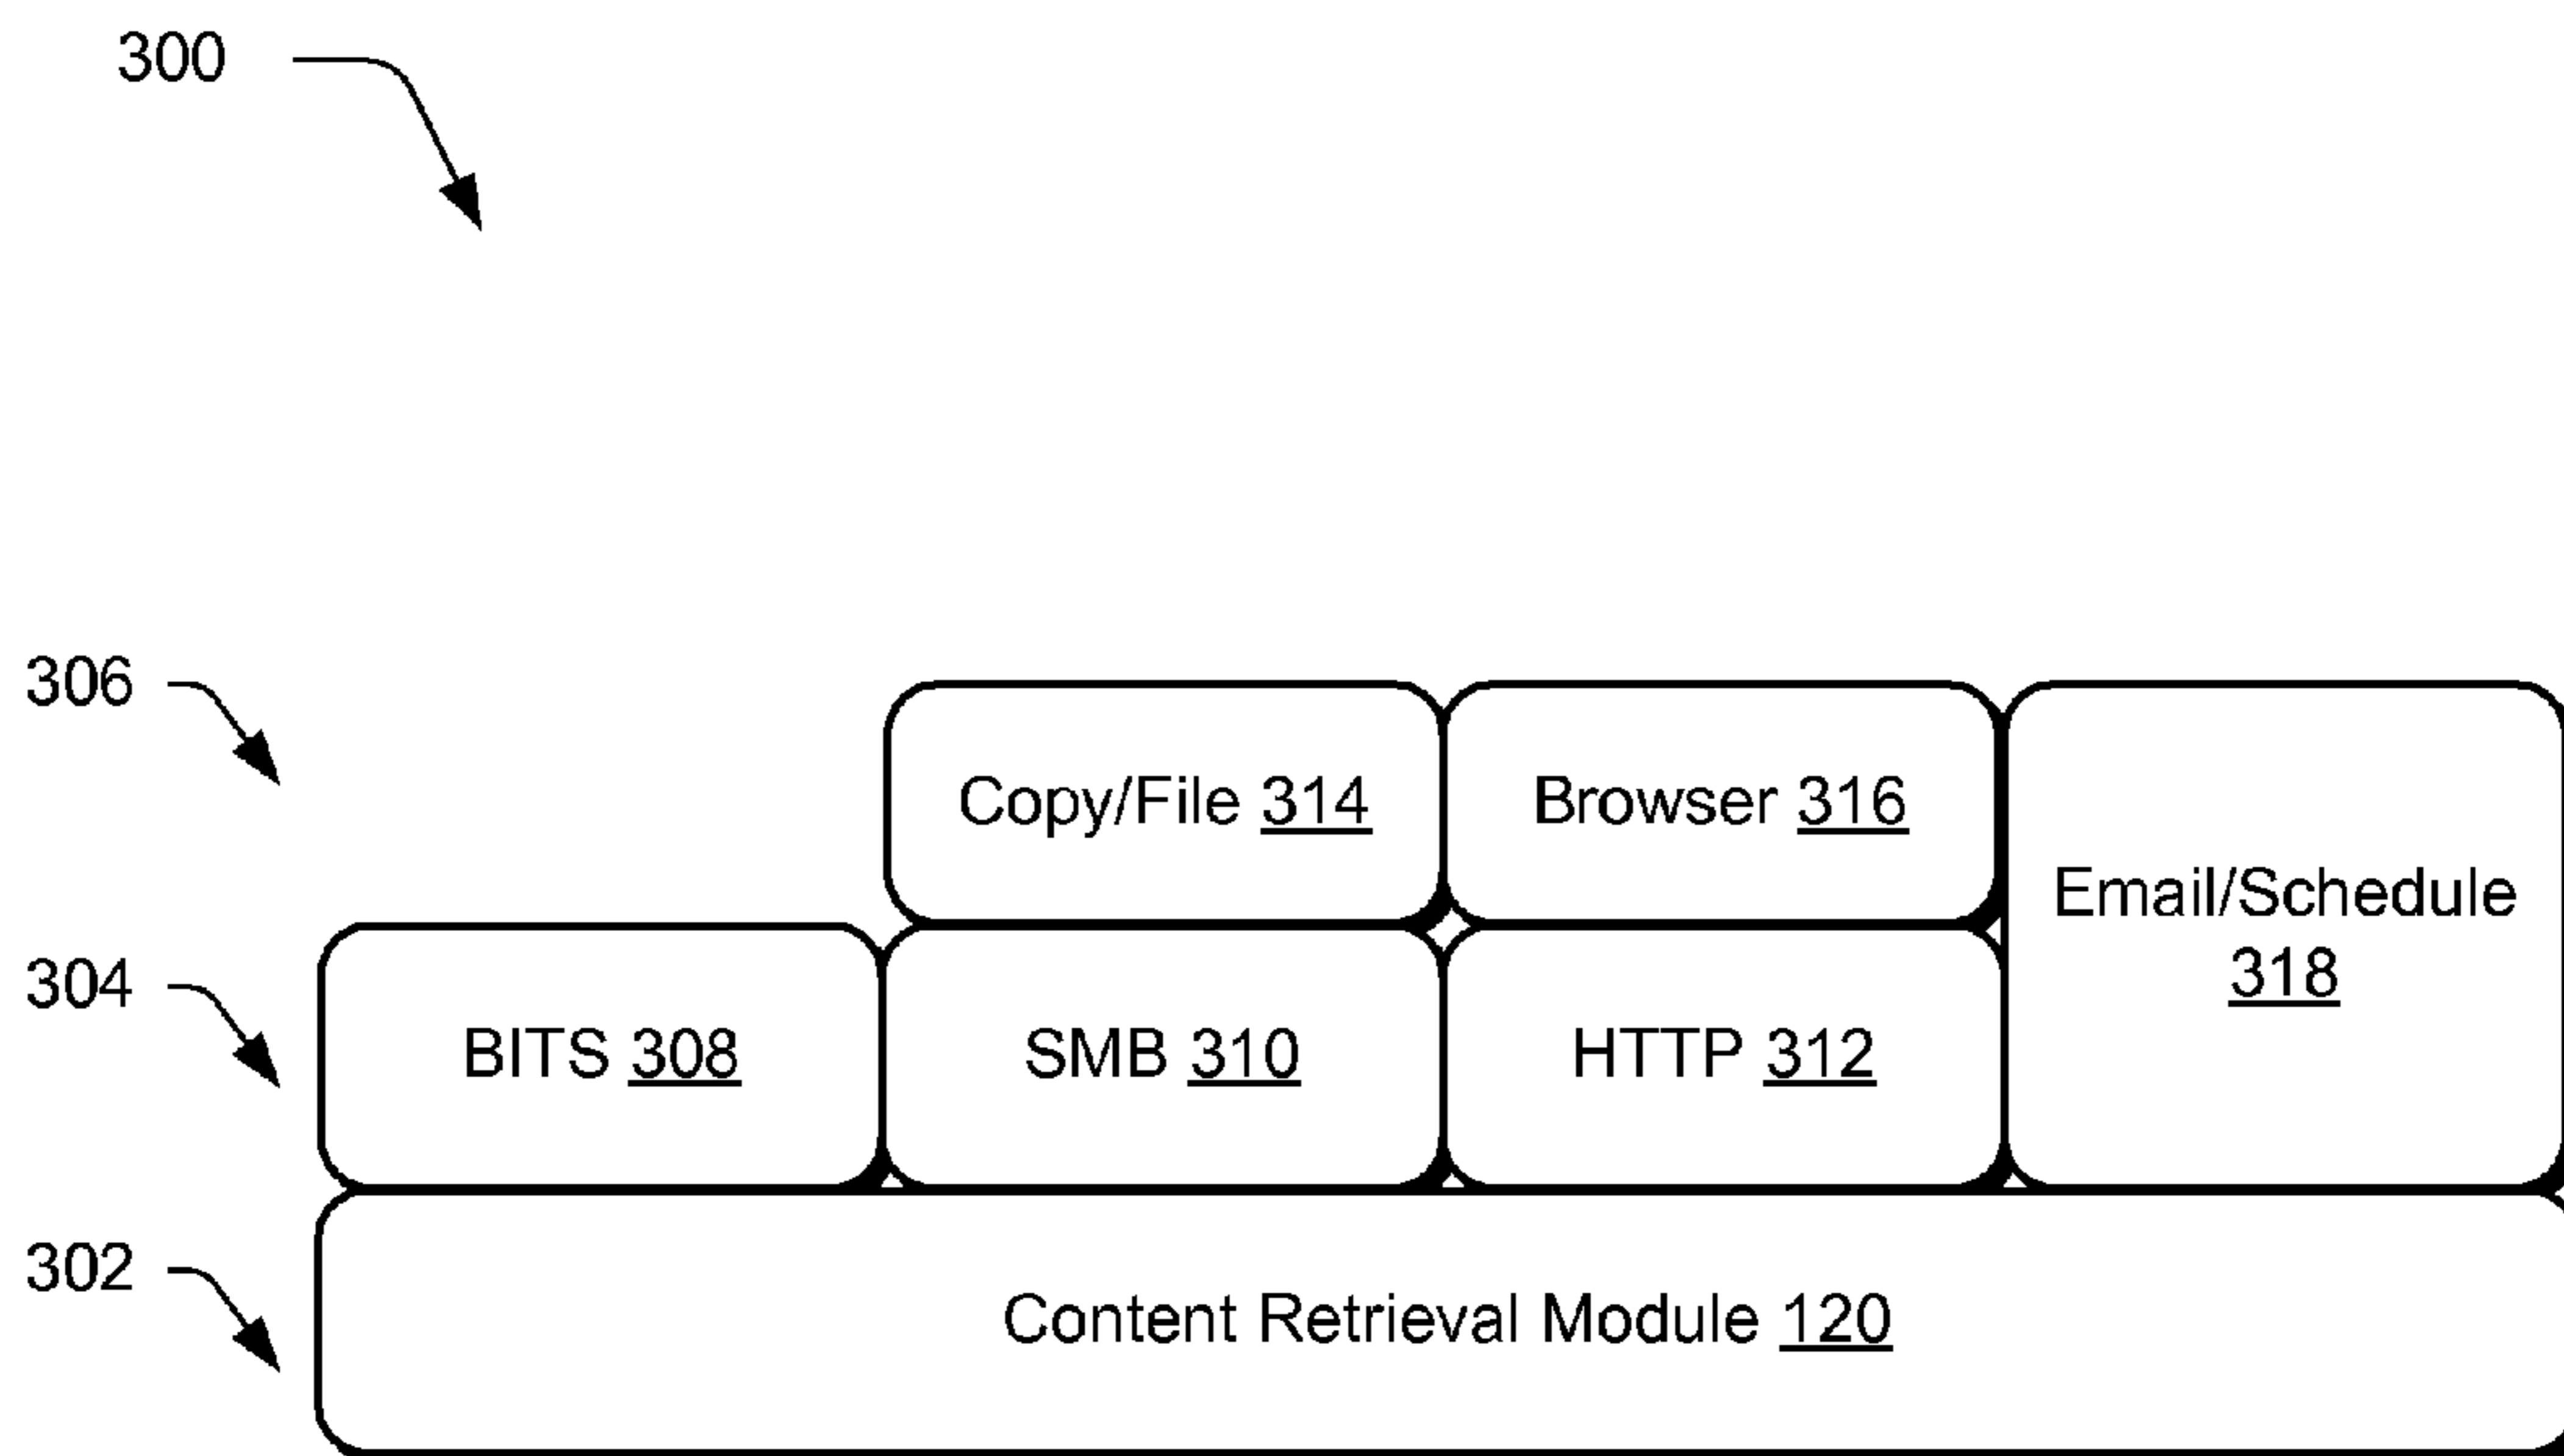 300
306
Copy/File 314
Browser 316
Email/Schedule
318
304
BITS 308
SMB 310
HTTP 312
302
Content Retrieval Module 120